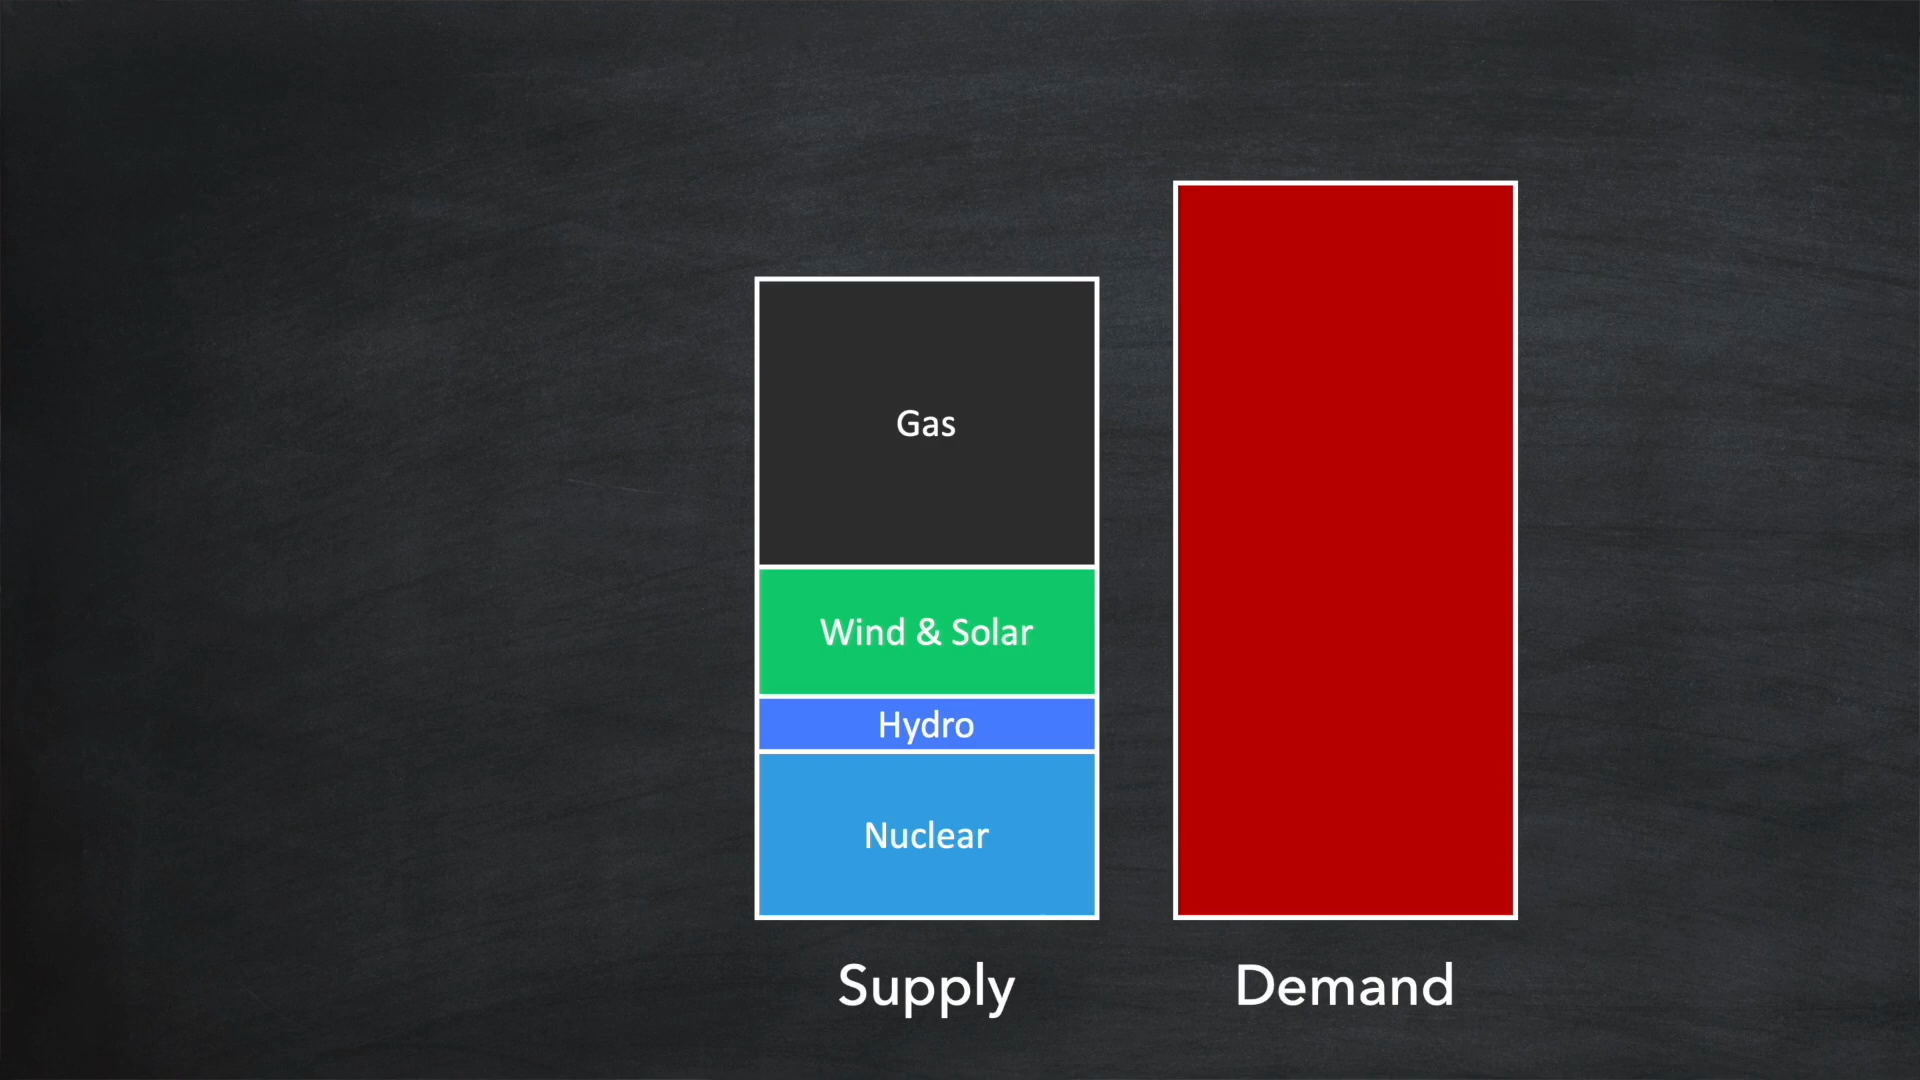 Gas
Wind & Solar
Hydro
Nuclear
Supply
Demand